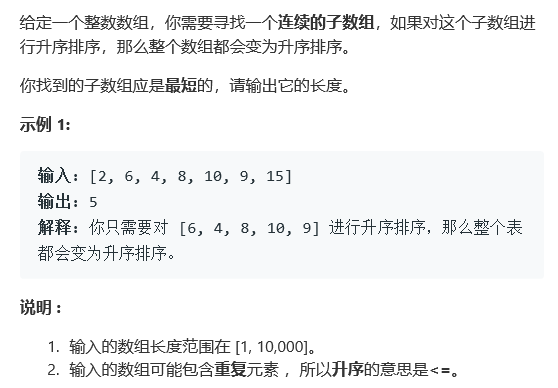 给定一个整数数组，你需要寻找一个连续的子数组，如果对这个子数组进
行升序排序，那么整个数组都会变为升序排序。
你找到的子数组应是最短的，请输出它的长度。
示例 1:
输入: [2, 6, 4, 8, 10, 9, 15]
输出: 5
解释: 你只需要对 [6, 4, 8, 10, 9] 进行升序排序，那么整个表
都会变为升序排序。
说明 :
1. 输入的数组长度范围在 [1, 10,000]。
2. 输入的数组可能包含重复元素 ，所以升序的意思是<=。